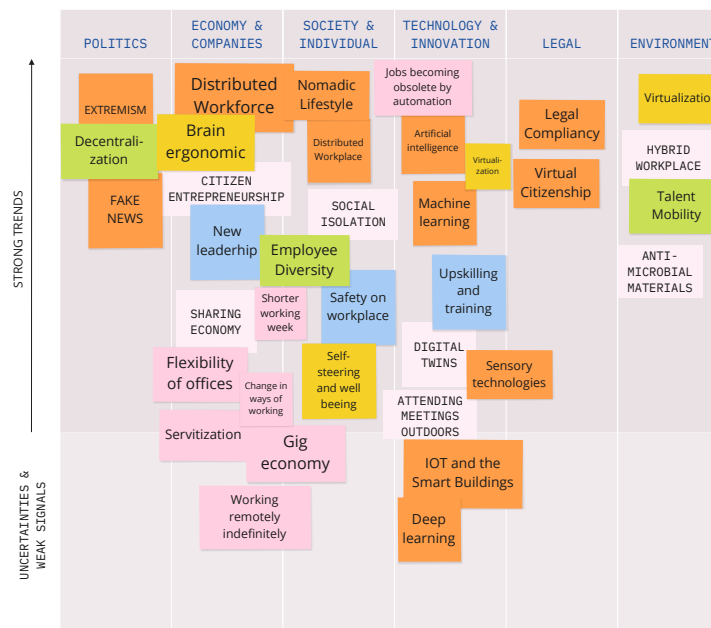 POLITICS
ECONOMY &
COMPANIES
SOCIETY &
INDIVIDUAL
TECHNOLOGY &
INNOVATION
LEGAL
ENVIRONMENT
STRONG TRENDS
UNCERTAINTIES &
WEAK SIGNALS
EXTREMISM
Decentrali-
zation
FAKE
NEWS
Distributed
Workforce
Brain
ergonomic
CITIZEN
ENTREPRENEURSHIP
New
leaderhip
Employee
Diversity
SHARING
ECONOMY
Shorter
working
week
Flexibility
of offices
Change in
ways of
working
Servitization
Gig
economy
Working
remotely
indefinitely
Nomadic
Lifestyle
Distributed
Workplace
SOCIAL
ISOLATION
Safety on
workplace
Self-
steering
and well
beeing
Jobs becoming
obsolete by
automation
Artificial
intelligence
Virtuali-
zation
Machine
learning
Upskilling
and
training
DIGITAL
TWINS
Sensory
technologies
ATTENDING
MEETINGS
OUTDOORS
IOT and the
Smart Buildings
Deep
learning
Legal
Compliancy
Virtual
Citizenship
Virtualizatio
HYBRID
WORKPLACE
Talent
Mobility
ANTI-
MICROBIAL
MATERIALS